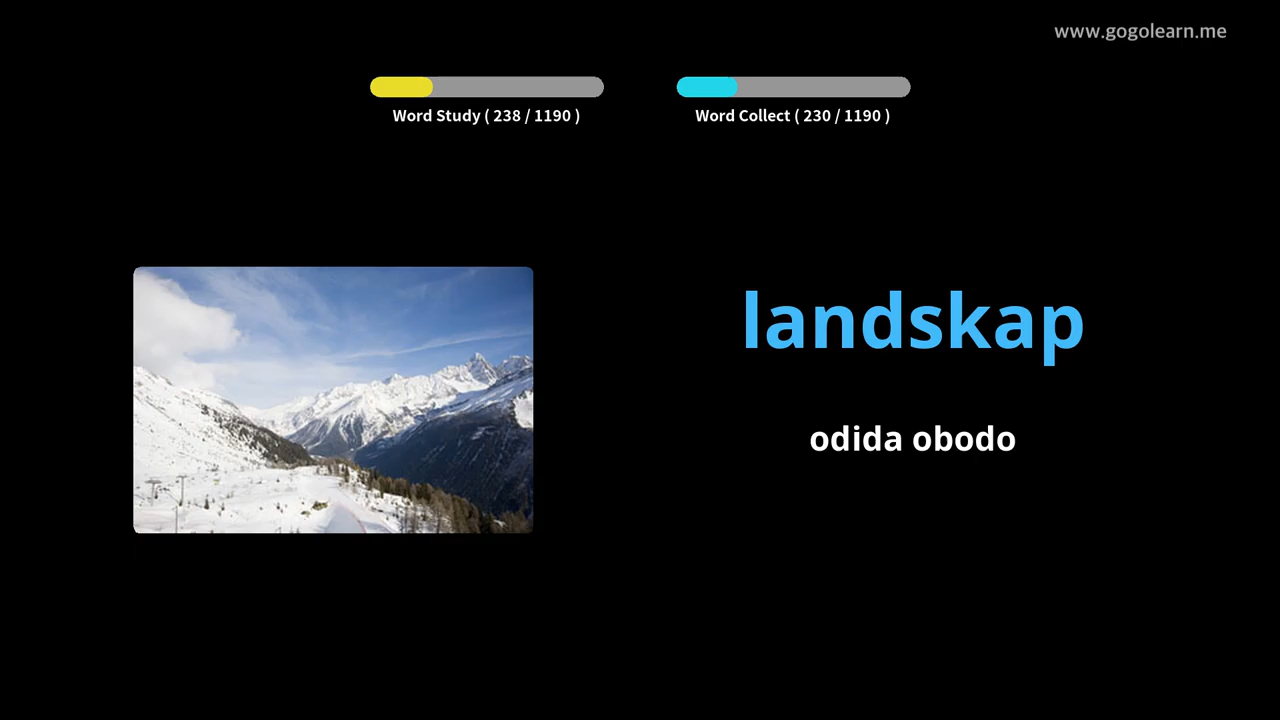 www.gogolearn.me
Word Study ( 238 / 1190 )
Word Collect ( 230 / 1190 )
landskap
odida obodo